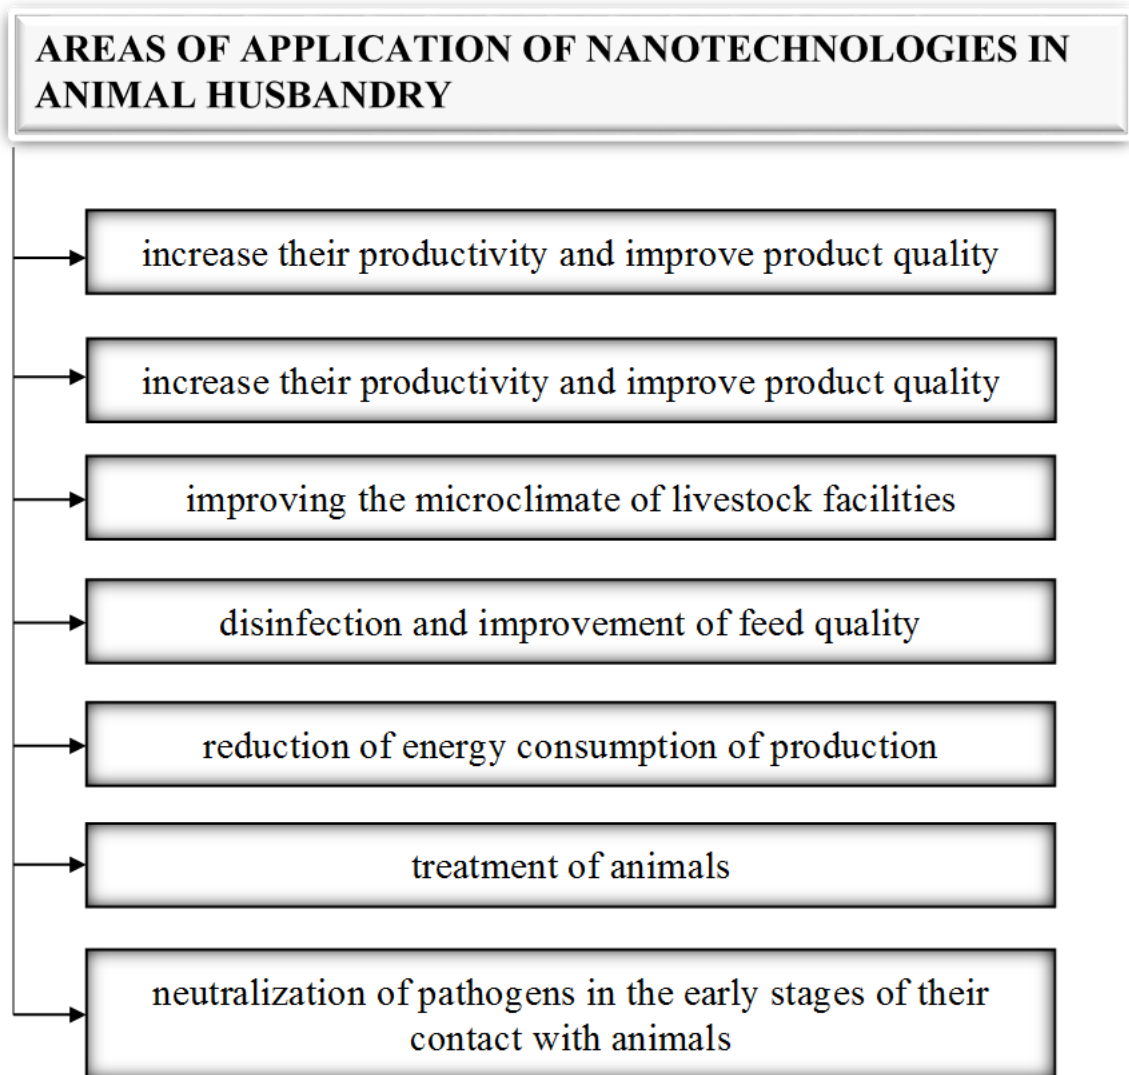 AREAS OF APPLICATION OF NANOTECHNOLOGIES IN
ANIMAL HUSBANDRY
increase their productivity and improve product quality
increase their productivity and improve product quality
improving the microclimate of livestock facilities
disinfection and improvement of feed quality
reduction of energy consumption of production
treatment of animals
neutralization of pathogens in the early stages of their
contact with animals